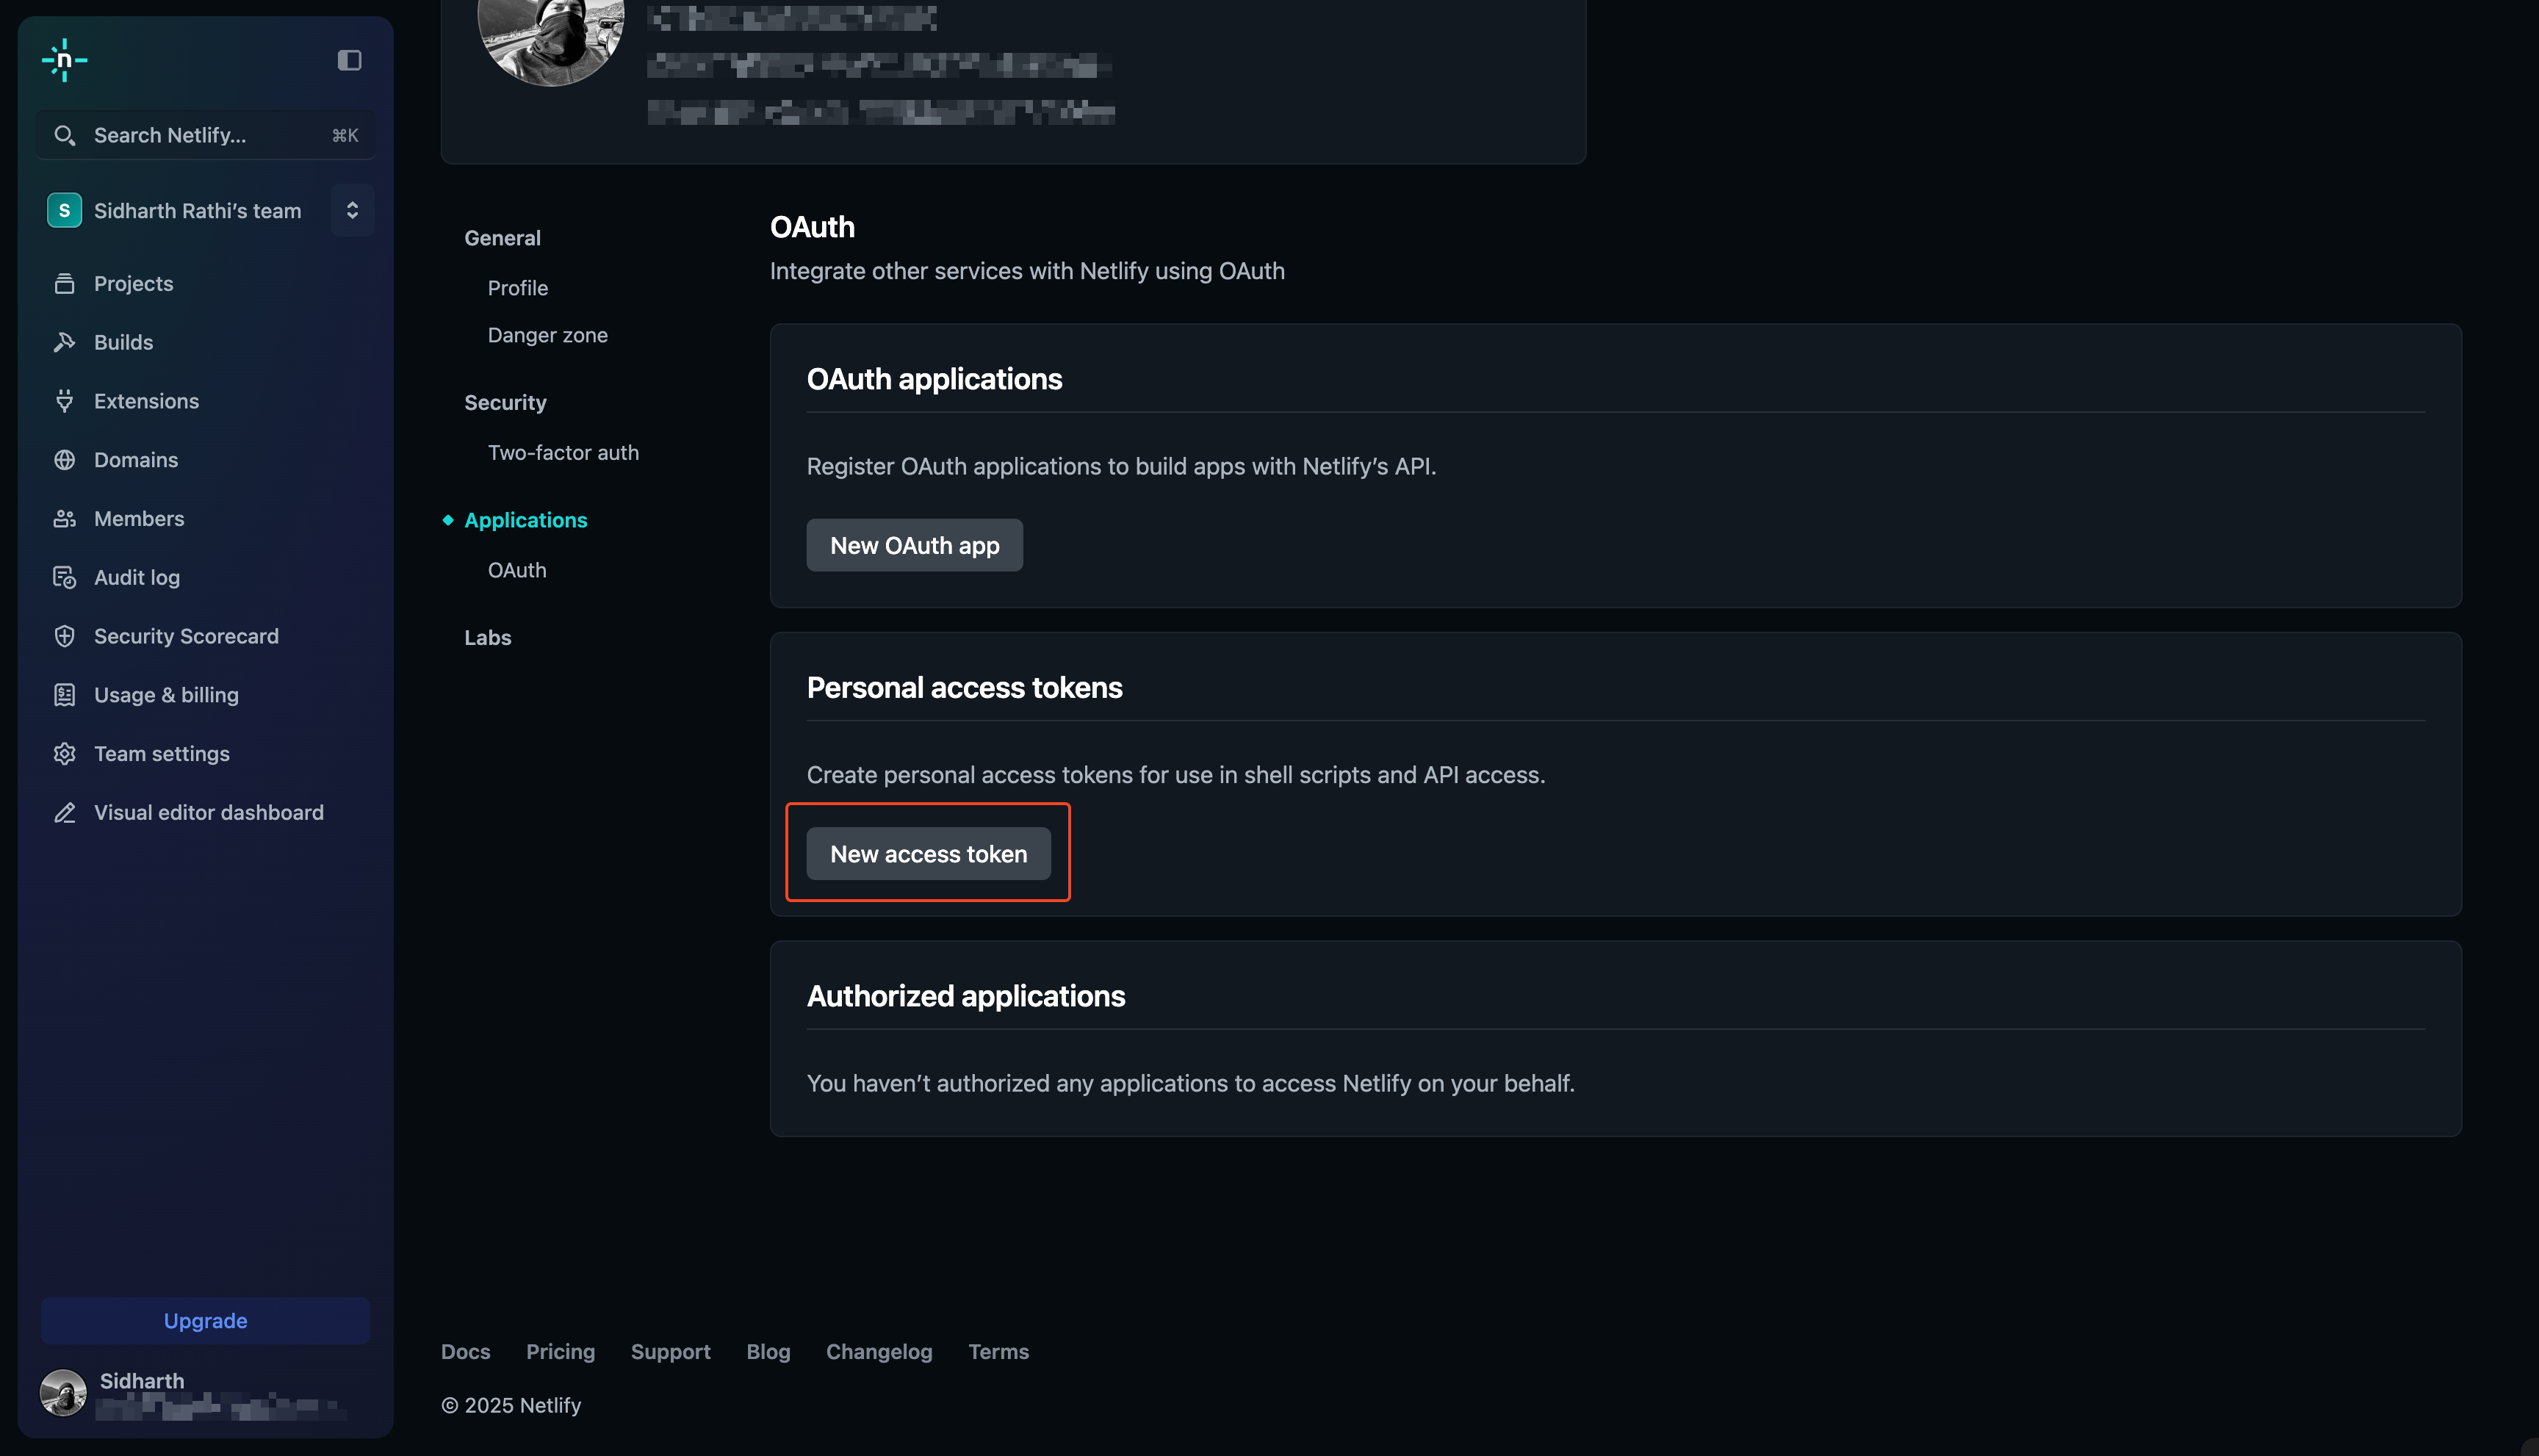 n
Search Netlify... ⌘K
S Sidharth Rathi’s team
Projects
Builds
Extensions
Domains
Members
Audit log
Security Scorecard
Usage & billing
Team settings
Visual editor dashboard
Upgrade
Sidharth
General
Profile
Danger zone
Security
Two-factor auth
Applications
OAuth
Labs
OAuth
Integrate other services with Netlify using OAuth
OAuth applications
Register OAuth applications to build apps with Netlify’s API.
New OAuth app
Personal access tokens
Create personal access tokens for use in shell scripts and API access.
New access token
Authorized applications
You haven’t authorized any applications to access Netlify on your behalf.
Docs Pricing Support Blog Changelog Terms
© 2025 Netlify